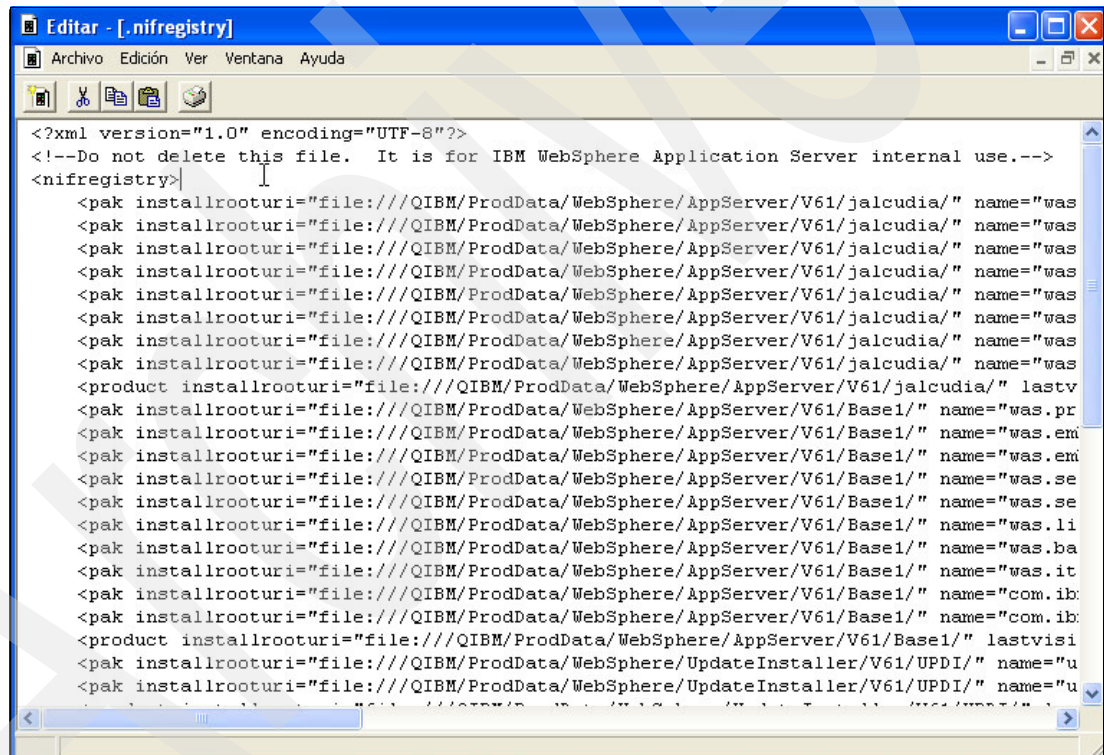 Editar - [.nifregistry]
Archivo Edición Ver Ventana Ayuda
<?xml version="1.0" encoding="UTF-8"?>
<!--Do not delete this file.  It is for IBM WebSphere Application Server internal use.-->
<nifregistry>
<pak installrooturi="file:///QIBM/ProdData/WebSphere/AppServer/V61/jalcudia/" name="was
<pak installrooturi="file:///QIBM/ProdData/WebSphere/AppServer/V61/jalcudia/" name="was
<pak installrooturi="file:///QIBM/ProdData/WebSphere/AppServer/V61/jalcudia/" name="was
<pak installrooturi="file:///QIBM/ProdData/WebSphere/AppServer/V61/jalcudia/" name="was
<pak installrooturi="file:///QIBM/ProdData/WebSphere/AppServer/V61/jalcudia/" name="was
<pak installrooturi="file:///QIBM/ProdData/WebSphere/AppServer/V61/jalcudia/" name="was
<pak installrooturi="file:///QIBM/ProdData/WebSphere/AppServer/V61/jalcudia/" name="was
<pak installrooturi="file:///QIBM/ProdData/WebSphere/AppServer/V61/jalcudia/" name="was
<product installrooturi="file:///QIBM/ProdData/WebSphere/AppServer/V61/jalcudia/" lastv
<pak installrooturi="file:///QIBM/ProdData/WebSphere/AppServer/V61/Base1/" name="was.pr
<pak installrooturi="file:///QIBM/ProdData/WebSphere/AppServer/V61/Base1/" name="was.em
<pak installrooturi="file:///QIBM/ProdData/WebSphere/AppServer/V61/Base1/" name="was.em
<pak installrooturi="file:///QIBM/ProdData/WebSphere/AppServer/V61/Base1/" name="was.se
<pak installrooturi="file:///QIBM/ProdData/WebSphere/AppServer/V61/Base1/" name="was.se
<pak installrooturi="file:///QIBM/ProdData/WebSphere/AppServer/V61/Base1/" name="was.li
<pak installrooturi="file:///QIBM/ProdData/WebSphere/AppServer/V61/Base1/" name="was.ba
<pak installrooturi="file:///QIBM/ProdData/WebSphere/AppServer/V61/Base1/" name="was.it
<pak installrooturi="file:///QIBM/ProdData/WebSphere/AppServer/V61/Base1/" name="com.ib
<pak installrooturi="file:///QIBM/ProdData/WebSphere/AppServer/V61/Base1/" name="com.ib
<product installrooturi="file:///QIBM/ProdData/WebSphere/AppServer/V61/Base1/" lastvisi
<pak installrooturi="file:///QIBM/ProdData/WebSphere/UpdateInstaller/V61/UPDI/" name="u
<pak installrooturi="file:///QIBM/ProdData/WebSphere/UpdateInstaller/V61/UPDI/" name="u